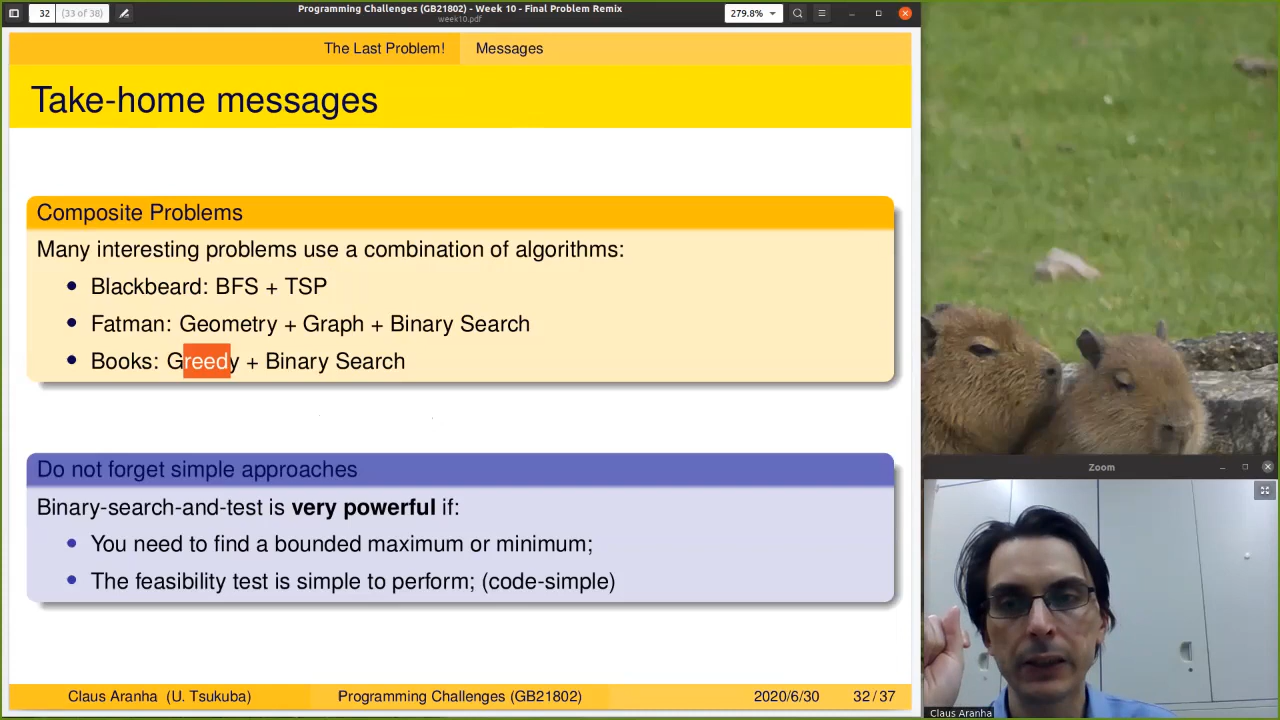 32 (33 of 38) Programming Challenges (GB21802) - Week 10 - Final Problem Remix 279.8%
week10.pdf
The Last Problem! Messages
Take-home messages
Composite Problems
Many interesting problems use a combination of algorithms:
• Blackbeard: BFS + TSP
• Fatman: Geometry + Graph + Binary Search
• Books: Greedy + Binary Search
Do not forget simple approaches
Binary-search-and-test is very powerful if:
• You need to find a bounded maximum or minimum;
• The feasibility test is simple to perform; (code-simple)
Claus Aranha (U. Tsukuba) Programming Challenges (GB21802) 2020/6/30 32 / 37
Zoom
Claus Aranha